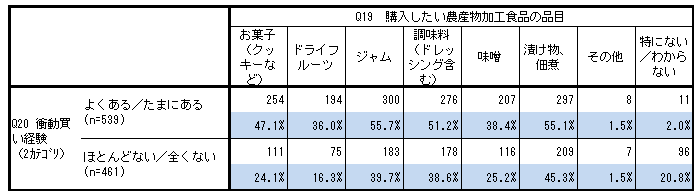 Q19　購入したい農産物加工食品の品目
お菓子（クッキーなど） ドライフルーツ ジャム 調味料（ドレッシング含む） 味噌 漬け物、佃煮 その他 特にない/わからない
Q20 衝動買い経験（2ｶﾃｺﾞﾘ）
よくある/たまにある (n=539) 254 194 300 276 207 297 8 11
47.1% 36.0% 55.7% 51.2% 38.4% 55.1% 1.5% 2.0%
ほとんどない/全くない (n=461) 111 75 183 178 116 209 7 96
24.1% 16.3% 39.7% 38.6% 25.2% 45.3% 1.5% 20.8%